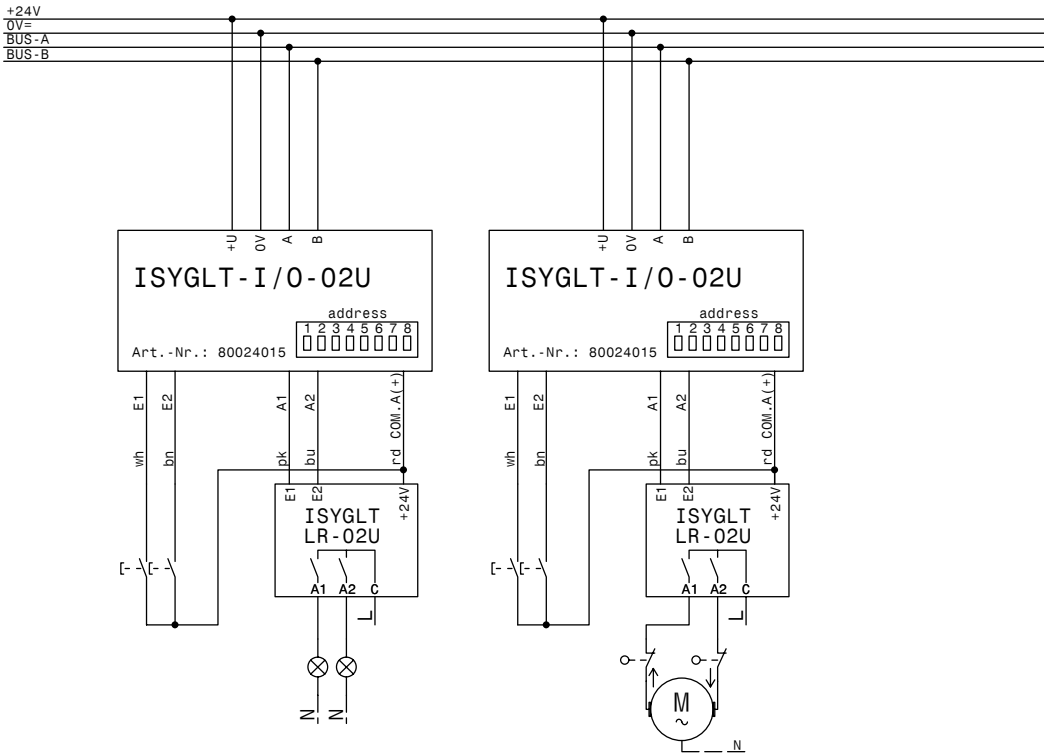 +24V
0V=
BUS-A
BUS-B
+U 0V A B
ISYGLT-I/O-02U
address
1 2 3 4 5 6 7 8
Art.-Nr.: 80024015
E1 E2 A1 A2 COM.A(+)
wh bn pk bu rd
E1 E2 +24V
ISYGLT
LR-02U
A1 A2 C
L
N N
+U 0V A B
ISYGLT-I/O-02U
address
1 2 3 4 5 6 7 8
Art.-Nr.: 80024015
E1 E2 A1 A2 COM.A(+)
wh bn pk bu rd
E1 E2 +24V
ISYGLT
LR-02U
A1 A2 C
L
M
~
N